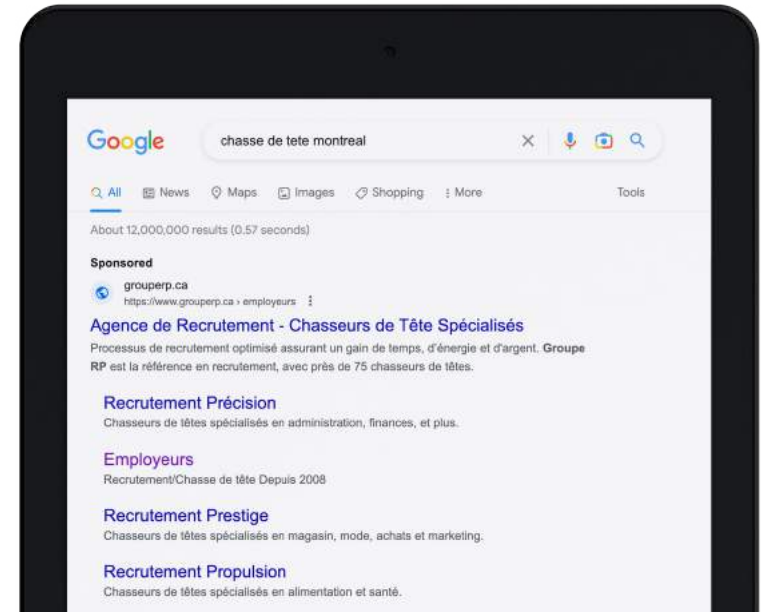 Google
chasse de tete montreal
All News Maps Images Shopping More Tools
About 12,000,000 results (0.57 seconds)
Sponsored
grouperp.ca
https://www.grouperp.ca › employeurs
Agence de Recrutement - Chasseurs de Tête Spécialisés
Processus de recrutement optimisé assurant un gain de temps, d'énergie et d'argent. Groupe
RP est la référence en recrutement, avec près de 75 chasseurs de têtes.
Recrutement Précision
Chasseurs de têtes spécialisés en administration, finances, et plus.
Employeurs
Recrutement/Chasse de tête Depuis 2008
Recrutement Prestige
Chasseurs de têtes spécialisés en magasin, mode, achats et marketing.
Recrutement Propulsion
Chasseurs de têtes spécialisés en alimentation et santé.